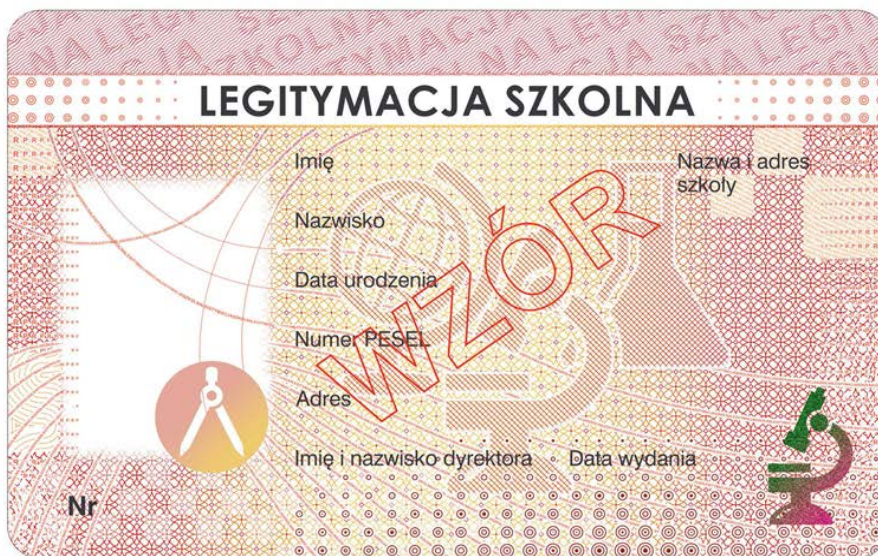 LEGITYMACJA SZKOLNA
Imię
Nazwa i adres
szkoły
Nazwisko
Data urodzenia
Numer PESEL
Adres
Imię i nazwisko dyrektora
Data wydania
Nr
WZÓR